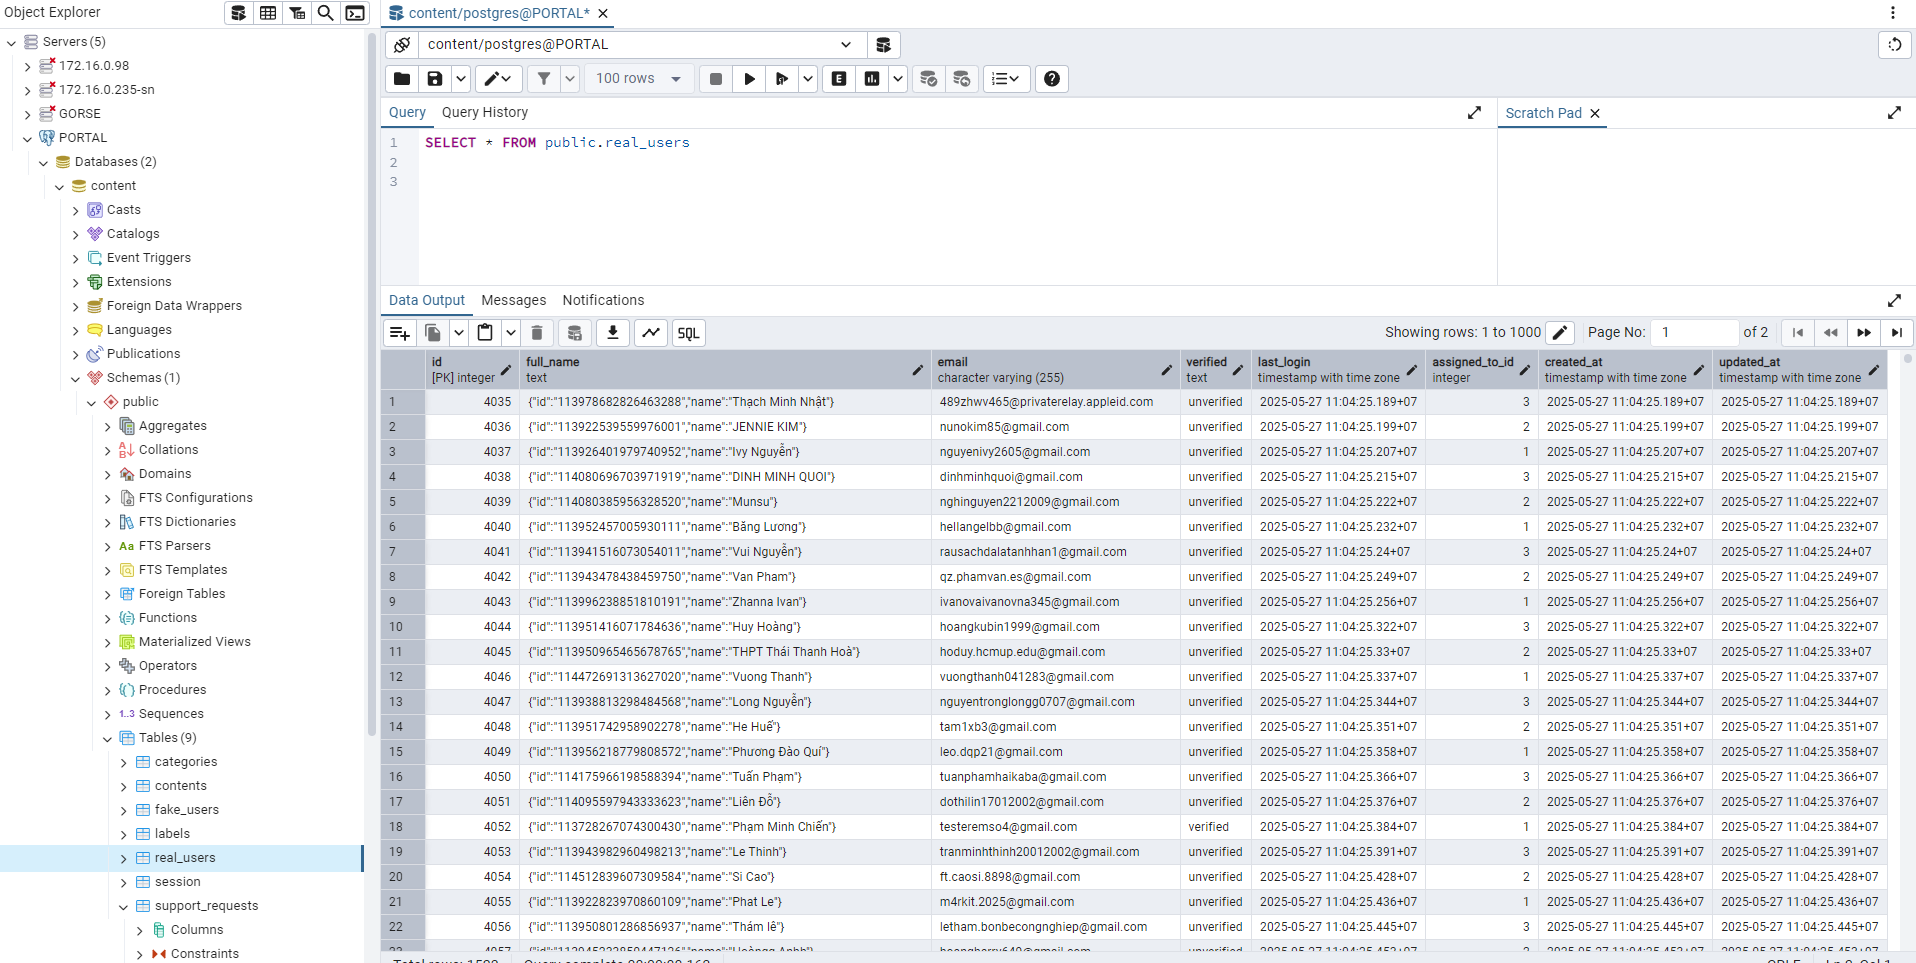 Object Explorer
content/postgres@PORTAL*
Servers (5)
172.16.0.98
172.16.0.235-sn
GORSE
PORTAL
Databases (2)
content
Casts
Catalogs
Event Triggers
Extensions
Foreign Data Wrappers
Languages
Publications
Schemas (1)
public
Aggregates
Collations
Domains
FTS Configurations
FTS Dictionaries
Aa FTS Parsers
FTS Templates
Foreign Tables
Functions
Materialized Views
Operators
Procedures
1..3 Sequences
Tables (9)
categories
contents
fake_users
labels
real_users
session
support_requests
Columns
Constraints
content/postgres@PORTAL
100 rows
E
Query Query History
Scratch Pad
1 SELECT * FROM public.real_users
2
3
Data Output Messages Notifications
SQL Showing rows: 1 to 1000 Page No: 1 of 2
id full_name email verified last_login assigned_to_id created_at updated_at
[PK] integer text character varying (255) text timestamp with time zone integer timestamp with time zone timestamp with time zone
1 4035 {"id":"113978682826463288","name":"Thạch Minh Nhật"} 489zhwv465@privaterelay.appleid.com unverified 2025-05-27 11:04:25.189+07 3 2025-05-27 11:04:25.189+07 2025-05-27 11:04:25.189+07
2 4036 {"id":"113922539559976001","name":"JENNIE KIM"} nunokim85@gmail.com unverified 2025-05-27 11:04:25.199+07 2 2025-05-27 11:04:25.199+07 2025-05-27 11:04:25.199+07
3 4037 {"id":"113926401979740952","name":"Ivy Nguyễn"} nguyenivy2605@gmail.com unverified 2025-05-27 11:04:25.207+07 1 2025-05-27 11:04:25.207+07 2025-05-27 11:04:25.207+07
4 4038 {"id":"114080696703971919","name":"DINH MINH QUOI"} dinhminhquoi@gmail.com unverified 2025-05-27 11:04:25.215+07 3 2025-05-27 11:04:25.215+07 2025-05-27 11:04:25.215+07
5 4039 {"id":"114080385956328520","name":"Munsu"} nghinguyen2212009@gmail.com unverified 2025-05-27 11:04:25.222+07 2 2025-05-27 11:04:25.222+07 2025-05-27 11:04:25.222+07
6 4040 {"id":"113952457005930111","name":"Băng Lương"} hellangelbb@gmail.com unverified 2025-05-27 11:04:25.232+07 1 2025-05-27 11:04:25.232+07 2025-05-27 11:04:25.232+07
7 4041 {"id":"113941516073054011","name":"Vui Nguyễn"} rausachdalatanhhan1@gmail.com unverified 2025-05-27 11:04:25.24+07 3 2025-05-27 11:04:25.24+07 2025-05-27 11:04:25.24+07
8 4042 {"id":"113943478438459750","name":"Van Pham"} qz.phamvan.es@gmail.com unverified 2025-05-27 11:04:25.249+07 2 2025-05-27 11:04:25.249+07 2025-05-27 11:04:25.249+07
9 4043 {"id":"113996238851810191","name":"Zhanna Ivan"} ivanovaivanovna345@gmail.com unverified 2025-05-27 11:04:25.256+07 1 2025-05-27 11:04:25.256+07 2025-05-27 11:04:25.256+07
10 4044 {"id":"113951416071784636","name":"Huy Hoàng"} hoangkubin1999@gmail.com unverified 2025-05-27 11:04:25.322+07 3 2025-05-27 11:04:25.322+07 2025-05-27 11:04:25.322+07
11 4045 {"id":"113950965465678765","name":"THPT Thái Thanh Hoà"} hoduy.hcmup.edu@gmail.com unverified 2025-05-27 11:04:25.33+07 2 2025-05-27 11:04:25.33+07 2025-05-27 11:04:25.33+07
12 4046 {"id":"114472691313627020","name":"Vuong Thanh"} vuongthanh041283@gmail.com unverified 2025-05-27 11:04:25.337+07 1 2025-05-27 11:04:25.337+07 2025-05-27 11:04:25.337+07
13 4047 {"id":"113938813298484568","name":"Long Nguyễn"} nguyentronglongg0707@gmail.com unverified 2025-05-27 11:04:25.344+07 3 2025-05-27 11:04:25.344+07 2025-05-27 11:04:25.344+07
14 4048 {"id":"113951742958902278","name":"He Huế"} tam1xb3@gmail.com unverified 2025-05-27 11:04:25.351+07 2 2025-05-27 11:04:25.351+07 2025-05-27 11:04:25.351+07
15 4049 {"id":"113956218779808572","name":"Phương Đào Quí"} leo.dqp21@gmail.com unverified 2025-05-27 11:04:25.358+07 1 2025-05-27 11:04:25.358+07 2025-05-27 11:04:25.358+07
16 4050 {"id":"114175966198588394","name":"Tuấn Phạm"} tuanphamhaikaba@gmail.com unverified 2025-05-27 11:04:25.366+07 3 2025-05-27 11:04:25.366+07 2025-05-27 11:04:25.366+07
17 4051 {"id":"114095597943333623","name":"Liên Đỗ"} dothilin17012002@gmail.com unverified 2025-05-27 11:04:25.376+07 2 2025-05-27 11:04:25.376+07 2025-05-27 11:04:25.376+07
18 4052 {"id":"113728267074300430","name":"Phạm Minh Chiến"} testeremso4@gmail.com verified 2025-05-27 11:04:25.384+07 1 2025-05-27 11:04:25.384+07 2025-05-27 11:04:25.384+07
19 4053 {"id":"113943982960498213","name":"Le Thinh"} tranminhthinh20012002@gmail.com unverified 2025-05-27 11:04:25.391+07 3 2025-05-27 11:04:25.391+07 2025-05-27 11:04:25.391+07
20 4054 {"id":"114512839607309584","name":"Si Cao"} ft.caosi.8898@gmail.com unverified 2025-05-27 11:04:25.428+07 2 2025-05-27 11:04:25.428+07 2025-05-27 11:04:25.428+07
21 4055 {"id":"113922823970860109","name":"Phat Le"} m4rkit.2025@gmail.com unverified 2025-05-27 11:04:25.436+07 1 2025-05-27 11:04:25.436+07 2025-05-27 11:04:25.436+07
22 4056 {"id":"113950801286856937","name":"Thám lê"} letham.bonbecongnghiep@gmail.com unverified 2025-05-27 11:04:25.445+07 3 2025-05-27 11:04:25.445+07 2025-05-27 11:04:25.445+07